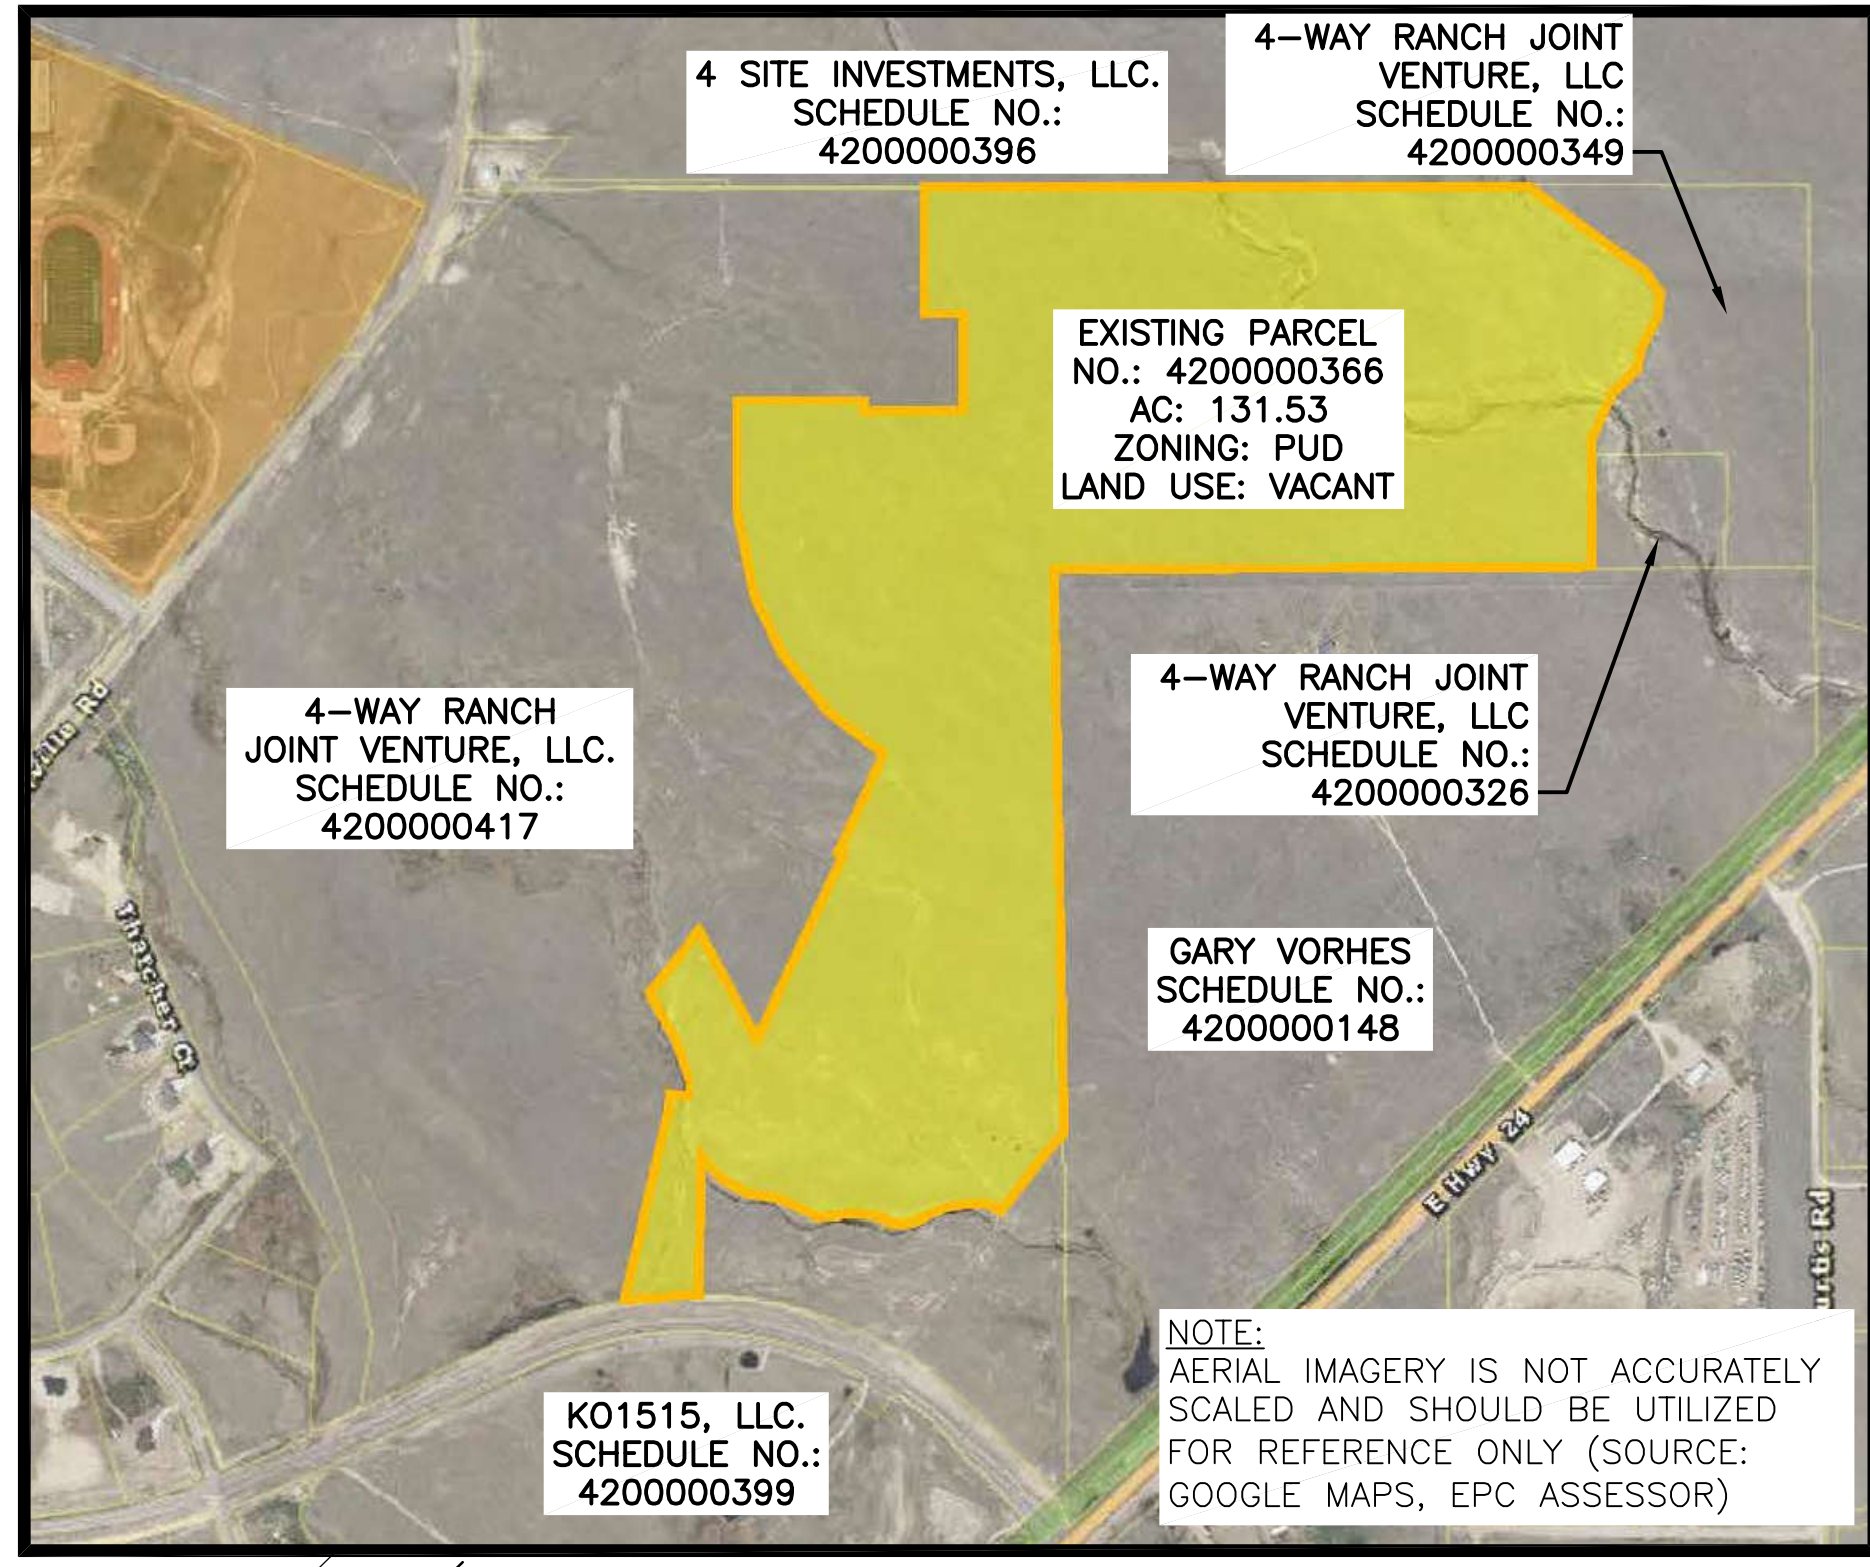 4 SITE INVESTMENTS, LLC.
SCHEDULE NO.:
4200000396
4-WAY RANCH JOINT
VENTURE, LLC
SCHEDULE NO.:
4200000349
EXISTING PARCEL
NO.: 4200000366
AC: 131.53
ZONING: PUD
LAND USE: VACANT
4-WAY RANCH
JOINT VENTURE, LLC.
SCHEDULE NO.:
4200000417
4-WAY RANCH JOINT
VENTURE, LLC
SCHEDULE NO.:
4200000326
Rd
Thatcher Ct
GARY VORHES
SCHEDULE NO.:
4200000148
E Hwy 24
Rd
KO1515, LLC.
SCHEDULE NO.:
4200000399
NOTE:
AERIAL IMAGERY IS NOT ACCURATELY
SCALED AND SHOULD BE UTILIZED
FOR REFERENCE ONLY (SOURCE:
GOOGLE MAPS, EPC ASSESSOR)